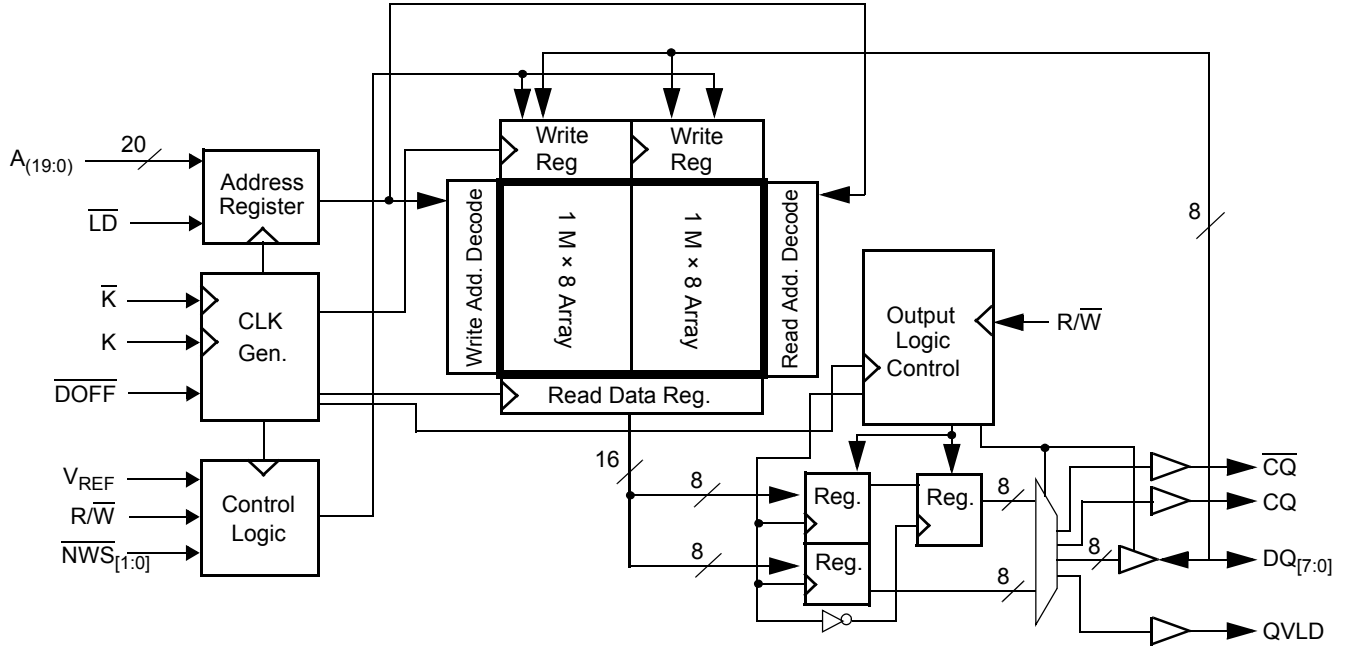 A(19:0)
20
LD
Address
Register
K
K
DOFF
CLK
Gen.
VREF
R/W
NWS[1:0]
Control
Logic
Write
Reg
Write
Reg
Write Add. Decode
1 M × 8 Array
1 M × 8 Array
Read Add. Decode
Read Data Reg.
16
8
8
Output
Logic
Control
R/W
8
Reg.
Reg.
Reg.
8
8
8
CQ
CQ
DQ[7:0]
QVLD